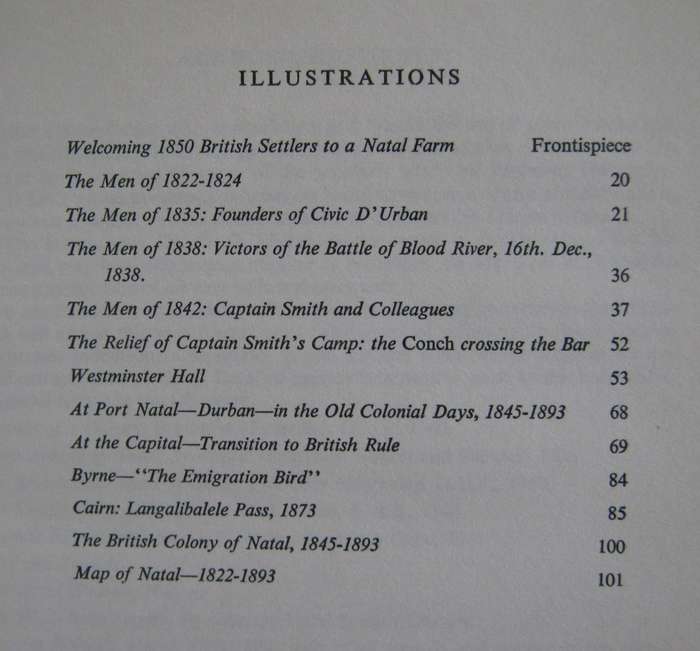 ILLUSTRATIONS
Welcoming 1850 British Settlers to a Natal Farm Frontispiece
The Men of 1822-1824 20
The Men of 1835: Founders of Civic D'Urban 21
The Men of 1838: Victors of the Battle of Blood River, 16th. Dec.,
1838. 36
The Men of 1842: Captain Smith and Colleagues 37
The Relief of Captain Smith's Camp: the Conch crossing the Bar 52
Westminster Hall 53
At Port Natal—Durban—in the Old Colonial Days, 1845-1893 68
At the Capital—Transition to British Rule 69
Byrne—"The Emigration Bird" 84
Cairn: Langalibalele Pass, 1873 85
The British Colony of Natal, 1845-1893 100
Map of Natal—1822-1893 101